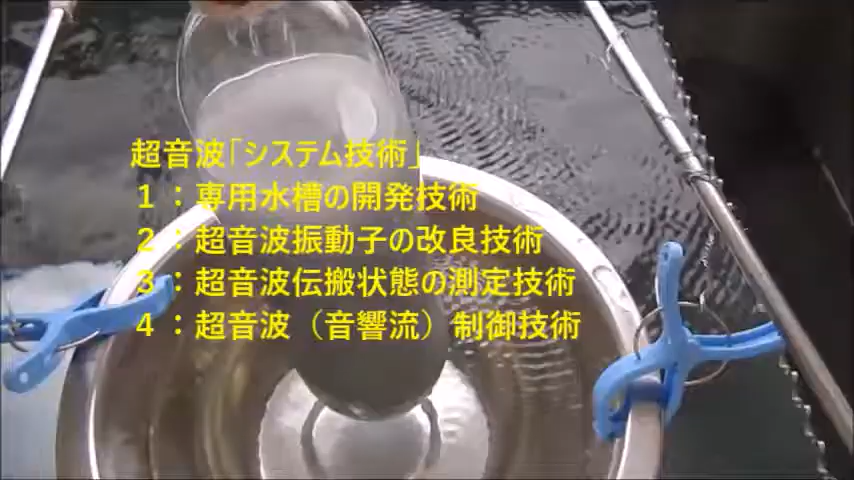 超音波「システム技術」
１：専用水槽の開発技術
２：超音波振動子の改良技術
３：超音波伝搬状態の測定技術
４：超音波（音響流）制御技術